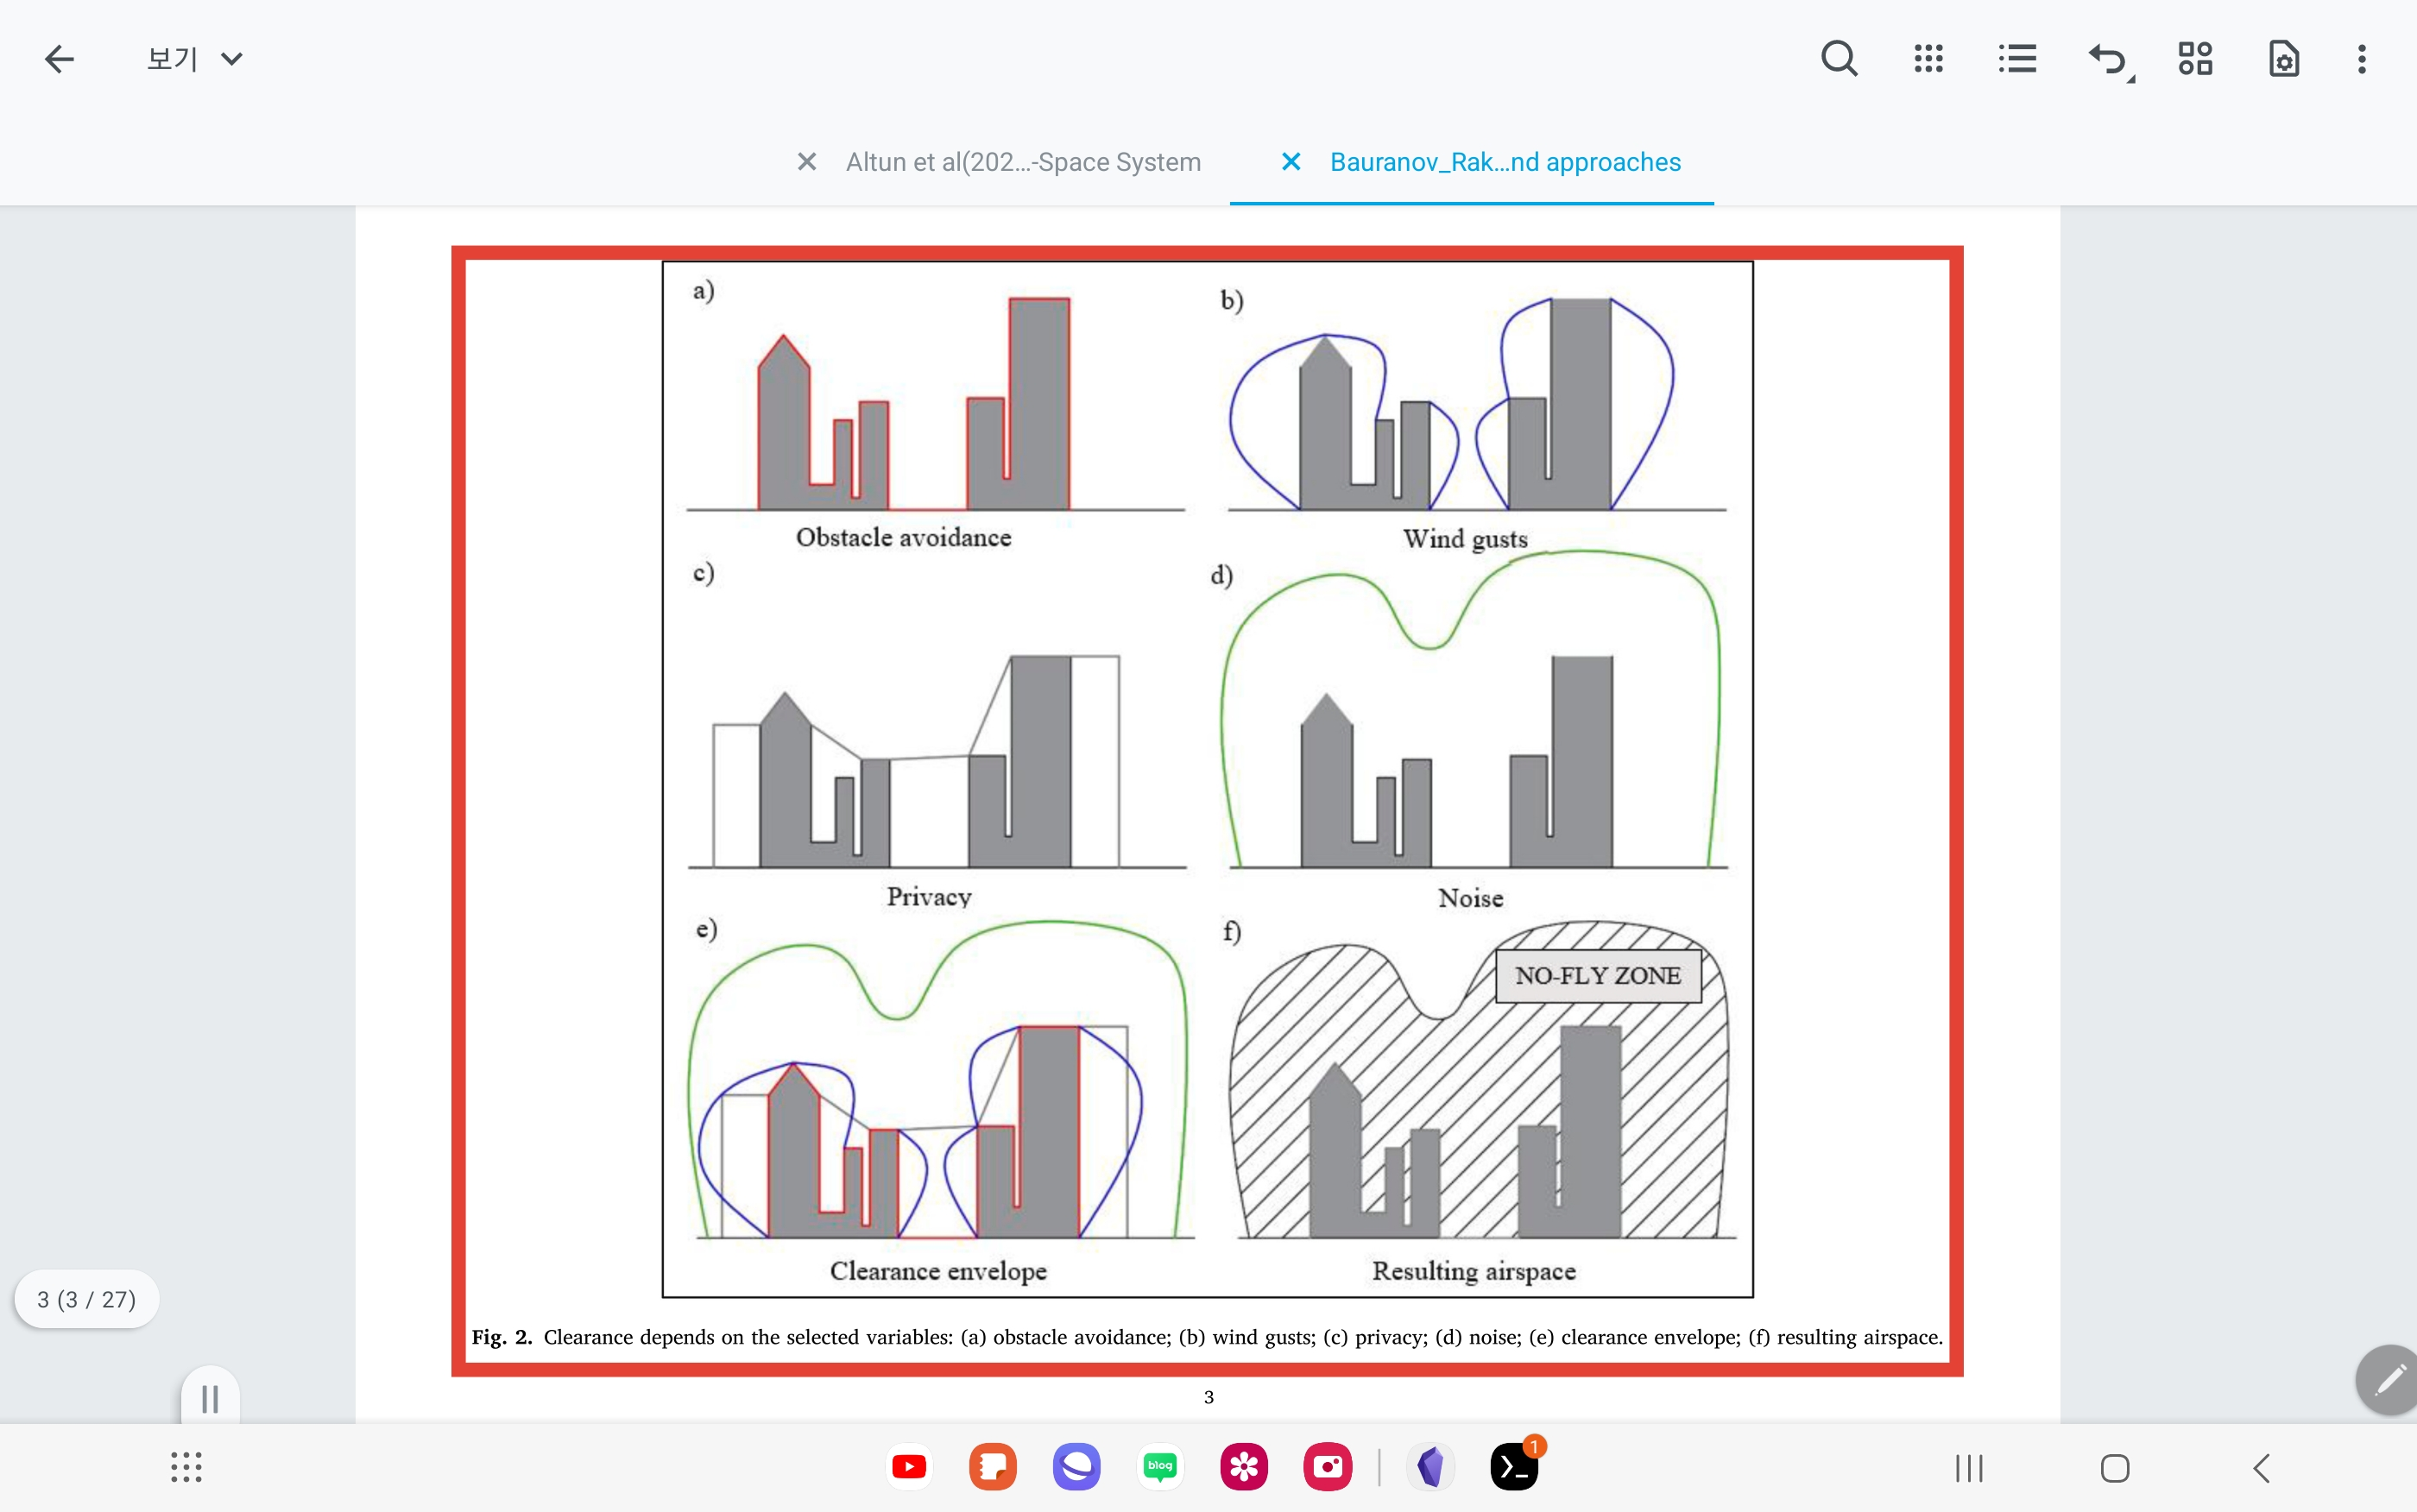 보기
Altun et al(202...-Space System
Bauranov_Rak...nd approaches
a)
b)
Obstacle avoidance
Wind gusts
c)
d)
Privacy
Noise
e)
f)
NO-FLY ZONE
Clearance envelope
Resulting airspace
Fig. 2. Clearance depends on the selected variables: (a) obstacle avoidance; (b) wind gusts; (c) privacy; (d) noise; (e) clearance envelope; (f) resulting airspace.
3 (3 / 27)
3
blog
1